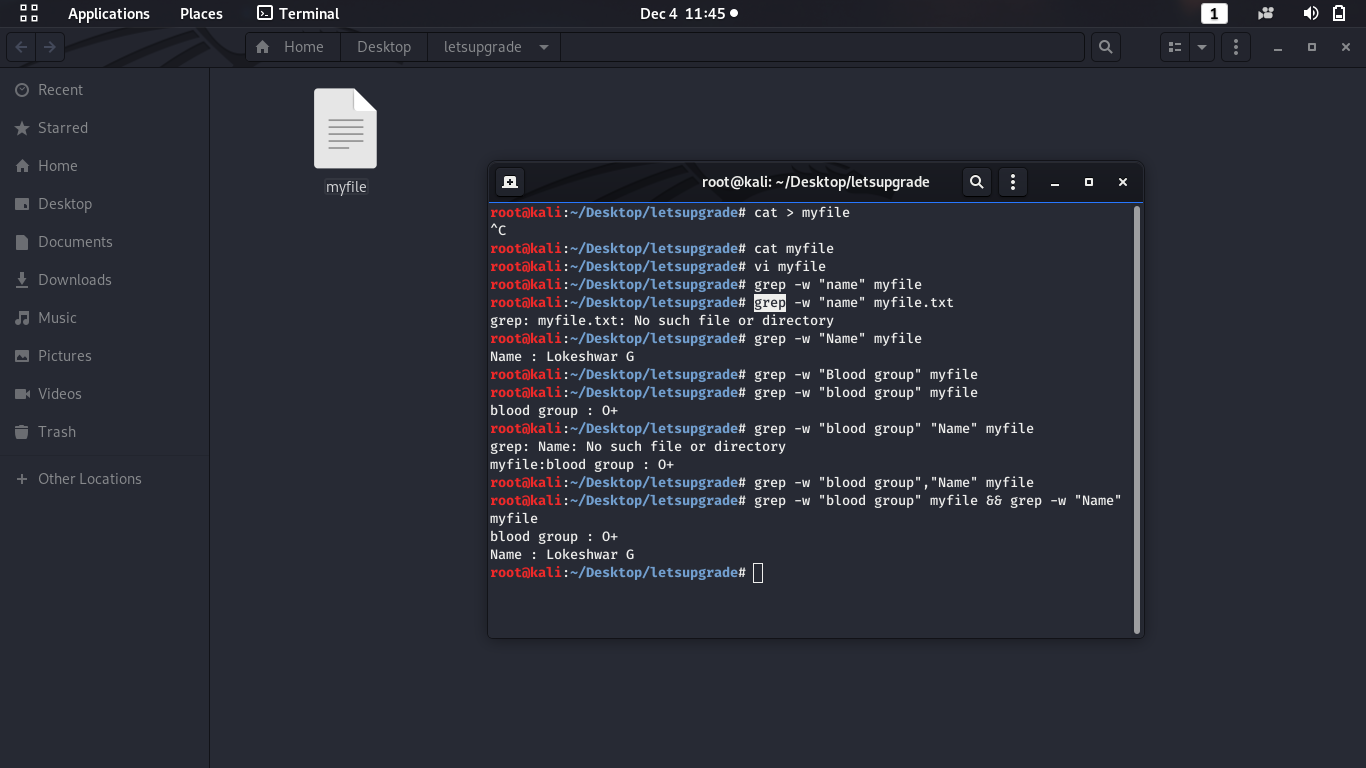 Applications Places Terminal Dec 4 11:45 1
Home Desktop letsupgrade
Recent
Starred
Home
Desktop
Documents
Downloads
Music
Pictures
Videos
Trash
Other Locations
myfile
root@kali: ~/Desktop/letsupgrade
root@kali:~/Desktop/letsupgrade# cat > myfile
^C
root@kali:~/Desktop/letsupgrade# cat myfile
root@kali:~/Desktop/letsupgrade# vi myfile
root@kali:~/Desktop/letsupgrade# grep -w "name" myfile
root@kali:~/Desktop/letsupgrade# grep -w "name" myfile.txt
grep: myfile.txt: No such file or directory
root@kali:~/Desktop/letsupgrade# grep -w "Name" myfile
Name : Lokeshwar G
root@kali:~/Desktop/letsupgrade# grep -w "Blood group" myfile
root@kali:~/Desktop/letsupgrade# grep -w "blood group" myfile
blood group : O+
root@kali:~/Desktop/letsupgrade# grep -w "blood group" "Name" myfile
grep: Name: No such file or directory
myfile:blood group : O+
root@kali:~/Desktop/letsupgrade# grep -w "blood group","Name" myfile
root@kali:~/Desktop/letsupgrade# grep -w "blood group" myfile && grep -w "Name"
myfile
blood group : O+
Name : Lokeshwar G
root@kali:~/Desktop/letsupgrade#